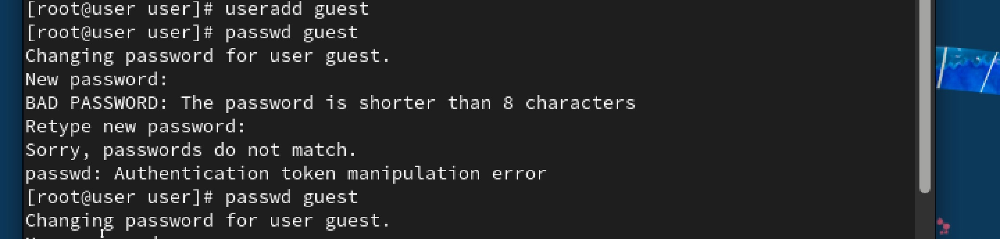 [root@user user]# useradd guest
[root@user user]# passwd guest
Changing password for user guest.
New password:
BAD PASSWORD: The password is shorter than 8 characters
Retype new password:
Sorry, passwords do not match.
passwd: Authentication token manipulation error
[root@user user]# passwd guest
Changing password for user guest.